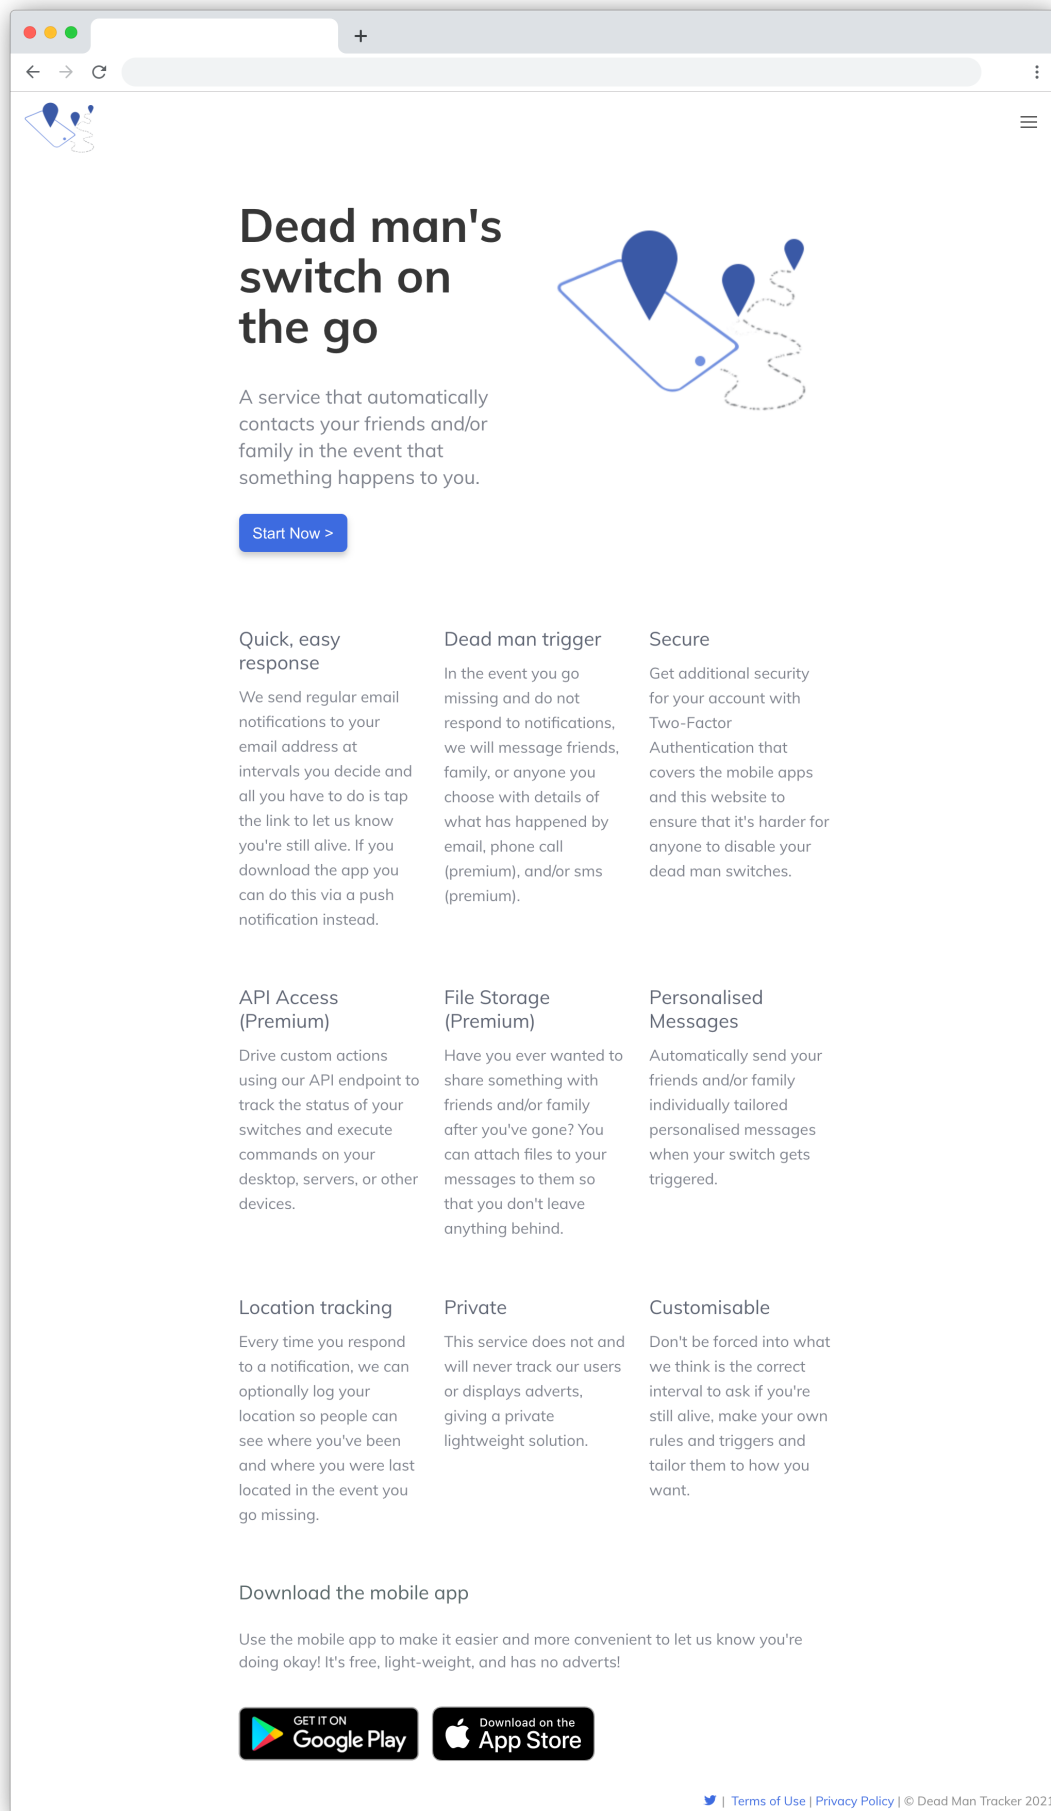 Dead man's
switch on
the go
A service that automatically
contacts your friends and/or
family in the event that
something happens to you.
Start Now >
Quick, easy
response
We send regular email
notifications to your
email address at
intervals you decide and
all you have to do is tap
the link to let us know
you're still alive. If you
download the app you
can do this via a push
notification instead.
Dead man trigger
In the event you go
missing and do not
respond to notifications,
we will message friends,
family, or anyone you
choose with details of
what has happened by
email, phone call
(premium), and/or sms
(premium).
Secure
Get additional security
for your account with
Two-Factor
Authentication that
covers the mobile apps
and this website to
ensure that it's harder for
anyone to disable your
dead man switches.
API Access
(Premium)
Drive custom actions
using our API endpoint to
track the status of your
switches and execute
commands on your
desktop, servers, or other
devices.
File Storage
(Premium)
Have you ever wanted to
share something with
friends and/or family
after you've gone? You
can attach files to your
messages to them so
that you don't leave
anything behind.
Personalised
Messages
Automatically send your
friends and/or family
individually tailored
personalised messages
when your switch gets
triggered.
Location tracking
Every time you respond
to a notification, we can
optionally log your
location so people can
see where you've been
and where you were last
located in the event you
go missing.
Private
This service does not and
will never track our users
or displays adverts,
giving a private
lightweight solution.
Customisable
Don't be forced into what
we think is the correct
interval to ask if you're
still alive, make your own
rules and triggers and
tailor them to how you
want.
Download the mobile app
Use the mobile app to make it easier and more convenient to let us know you're
doing okay! It's free, light-weight, and has no adverts!
GET IT ON
Google Play
Download on the
App Store
| Terms of Use | Privacy Policy | © Dead Man Tracker 2021